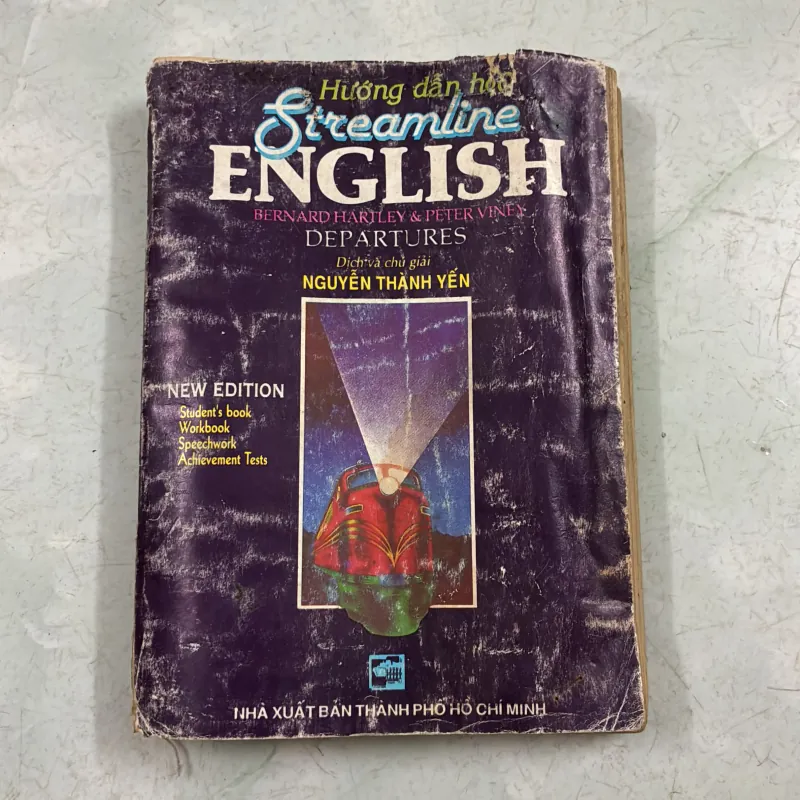 Hướng dẫn học
Streamline
ENGLISH
BERNARD HARTLEY & PETER VINEY
DEPARTURES
Dịch và chú giải
NGUYỄN THÀNH YẾN
NEW EDITION
Student's book
Workbook
Speechwork
Achievement Tests
NHÀ XUẤT BẢN THÀNH PHỐ HỒ CHÍ MINH